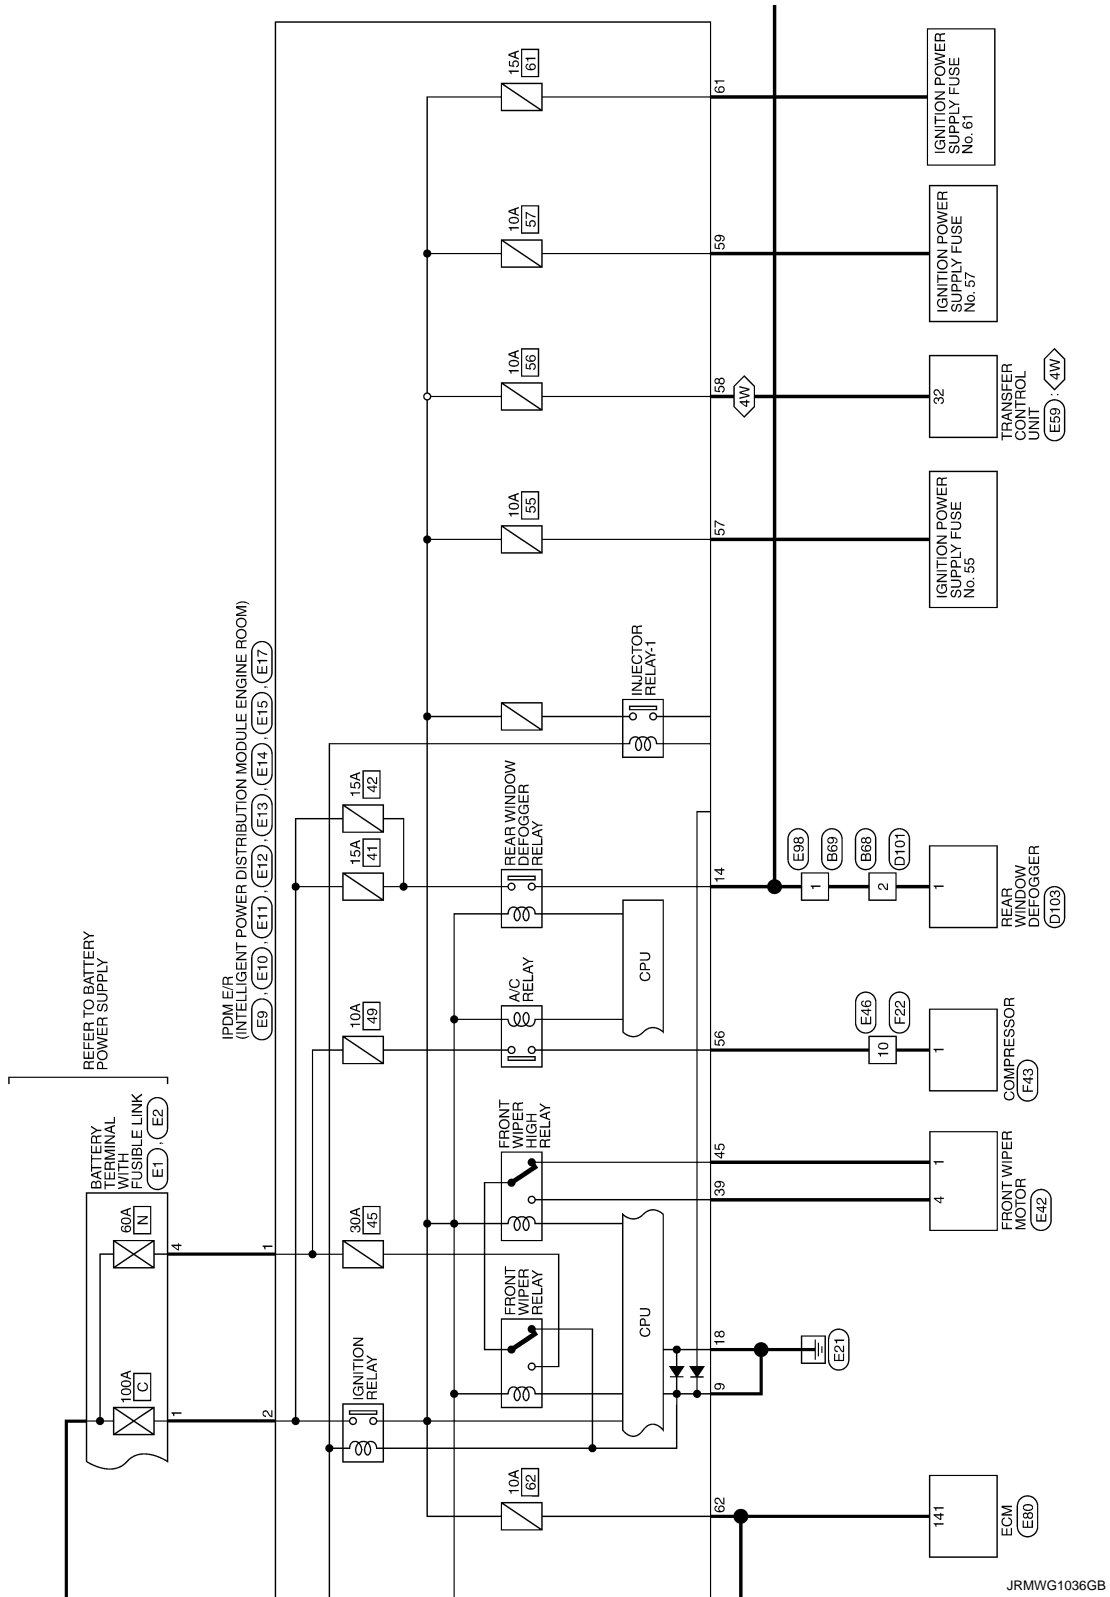 REFER TO BATTERY
POWER SUPPLY
BATTERY
TERMINAL
WITH
FUSIBLE LINK
E1 , E2
100A
C
60A
N
1
4
2
1
IPDM E/R
(INTELLIGENT POWER DISTRIBUTION MODULE ENGINE ROOM)
E9 , E10 , E11 , E12 , E13 , E14 , E15 , E17
IGNITION
RELAY
30A
45
10A
49
15A
41
15A
42
10A
62
FRONT
WIPER
RELAY
FRONT
WIPER
HIGH
RELAY
A/C
RELAY
REAR WINDOW
DEFOGGER
RELAY
10A
55
10A
56
10A
57
15A
61
CPU
CPU
INJECTOR
RELAY-1
62
9
18
39
45
56
14
57
58
59
61
4W
E21
E46
F22
10
E98
B69
1
B68
D101
2
141
ECM
E80
4
1
FRONT WIPER
MOTOR
E42
1
COMPRESSOR
F43
1
REAR
WINDOW
DEFOGGER
D103
IGNITION POWER
SUPPLY FUSE
No. 55
32
TRANSFER
CONTROL
UNIT
E59 : 4W
IGNITION POWER
SUPPLY FUSE
No. 57
IGNITION POWER
SUPPLY FUSE
No. 61
JRMWG1036GB